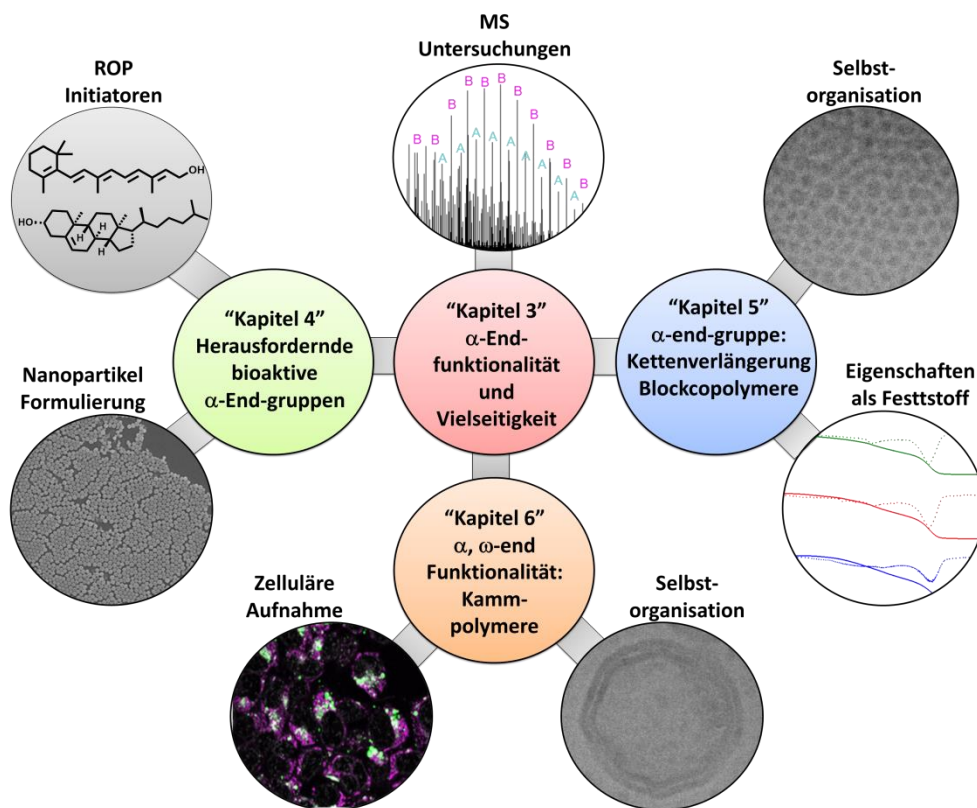 MS
Untersuchungen
B B B B B B B B B B B B
A A A A A A A A A A
ROP
Initiatoren
OH
HO
H
H H
Selbst-
organisation
"Kapitel 4"
Herausfordernde
bioaktive
α-End-gruppen
"Kapitel 3"
α-End-
funktionalität
und
Vielseitigkeit
"Kapitel 5"
α-end-gruppe:
Kettenverlängerung
Blockcopolymere
Nanopartikel
Formulierung
Eigenschaften
als Festtstoff
"Kapitel 6"
α, ω-end
Funktionalität:
Kamm-
polymere
Zelluläre
Aufnahme
Selbst-
organisation